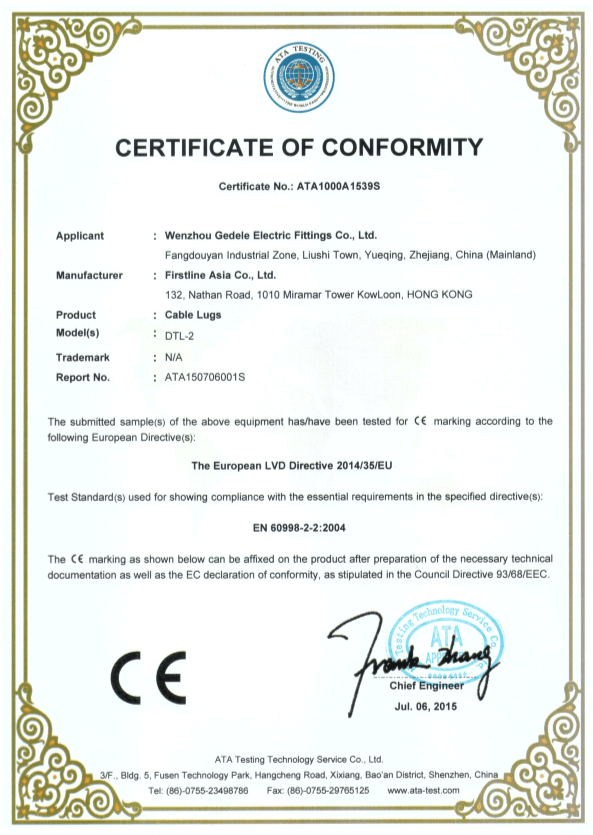 ATA TESTING
CERTIFICATE OF CONFORMITY
Certificate No.: ATA1000A1539S
Applicant : Wenzhou Gedele Electric Fittings Co., Ltd.
Fangdouyan Industrial Zone, Liushi Town, Yueqing, Zhejiang, China (Mainland)
Manufacturer : Firstline Asia Co., Ltd.
132, Nathan Road, 1010 Miramar Tower KowLoon, HONG KONG
Product : Cable Lugs
Model(s) : DTL-2
Trademark : N/A
Report No. : ATA150706001S
The submitted sample(s) of the above equipment has/have been tested for CE marking according to the
following European Directive(s):
The European LVD Directive 2014/35/EU
Test Standard(s) used for showing compliance with the essential requirements in the specified directive(s):
EN 60998-2-2:2004
The CE marking as shown below can be affixed on the product after preparation of the necessary technical
documentation as well as the EC declaration of conformity, as stipulated in the Council Directive 93/68/EEC.
Testing Technology Service Co.
ATA
CE
Frank Zhang
Chief Engineer
Jul. 06, 2015
ATA Testing Technology Service Co., Ltd.
3/F., Bldg. 5, Fusen Technology Park, Hangcheng Road, Xixiang, Bao'an District, Shenzhen, China
Tel: (86)-0755-23498786 Fax: (86)-0755-29765125 www.ata-test.com